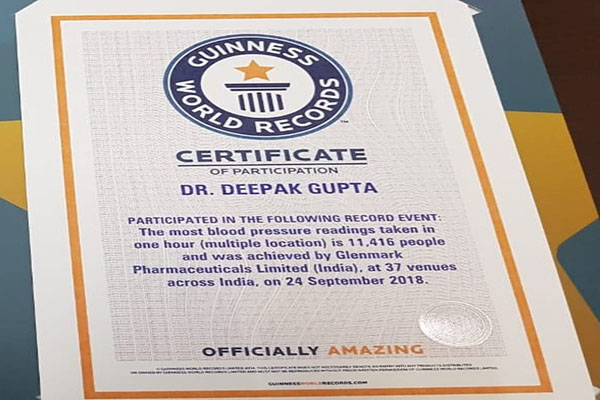 GUINNESS
WORLD RECORDS
™
CERTIFICATE
OF PARTICIPATION
DR. DEEPAK GUPTA
PARTICIPATED IN THE FOLLOWING RECORD EVENT:
The most blood pressure readings taken in
one hour (multiple location) is 11,416 people
and was achieved by Glenmark
Pharmaceuticals Limited (India), at 37 venues
across India, on 24 September 2018.
OFFICIALLY AMAZING
GUINNESSWORLDRECORDS.COM